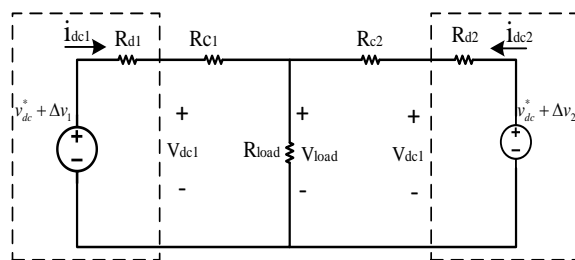 idc1
Rd1
Rc1
Rc2
Rd2
idc2
v*dc + Δv1
+
-
+
Vdc1
-
Rload
+
Vload
-
+
Vdc1
-
+
-
v*dc + Δv2